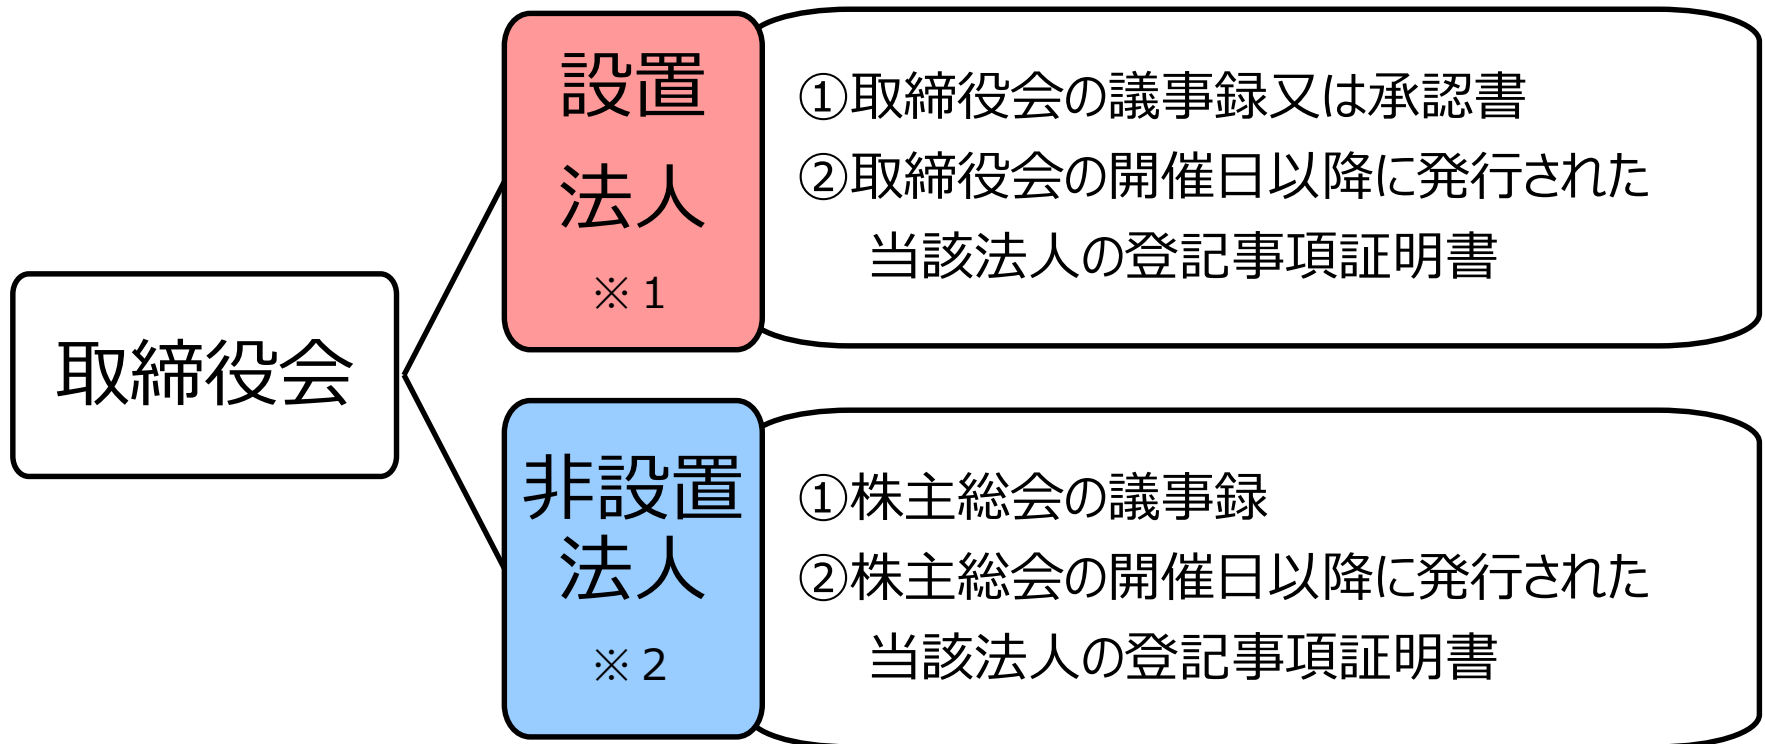 取締役会
設置
法人
※1
①取締役会の議事録又は承認書
②取締役会の開催日以降に発行された
当該法人の登記事項証明書
非設置
法人
※2
①株主総会の議事録
②株主総会の開催日以降に発行された
当該法人の登記事項証明書